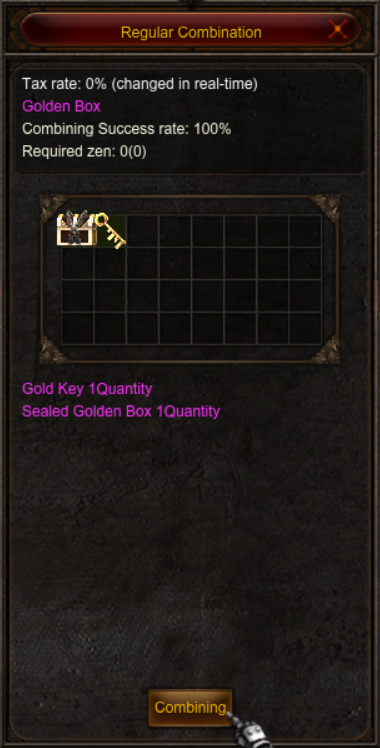 Regular Combination
Tax rate: 0% (changed in real-time)
Golden Box
Combining Success rate: 100%
Required zen: 0(0)
Gold Key 1Quantity
Sealed Golden Box 1Quantity
Combining